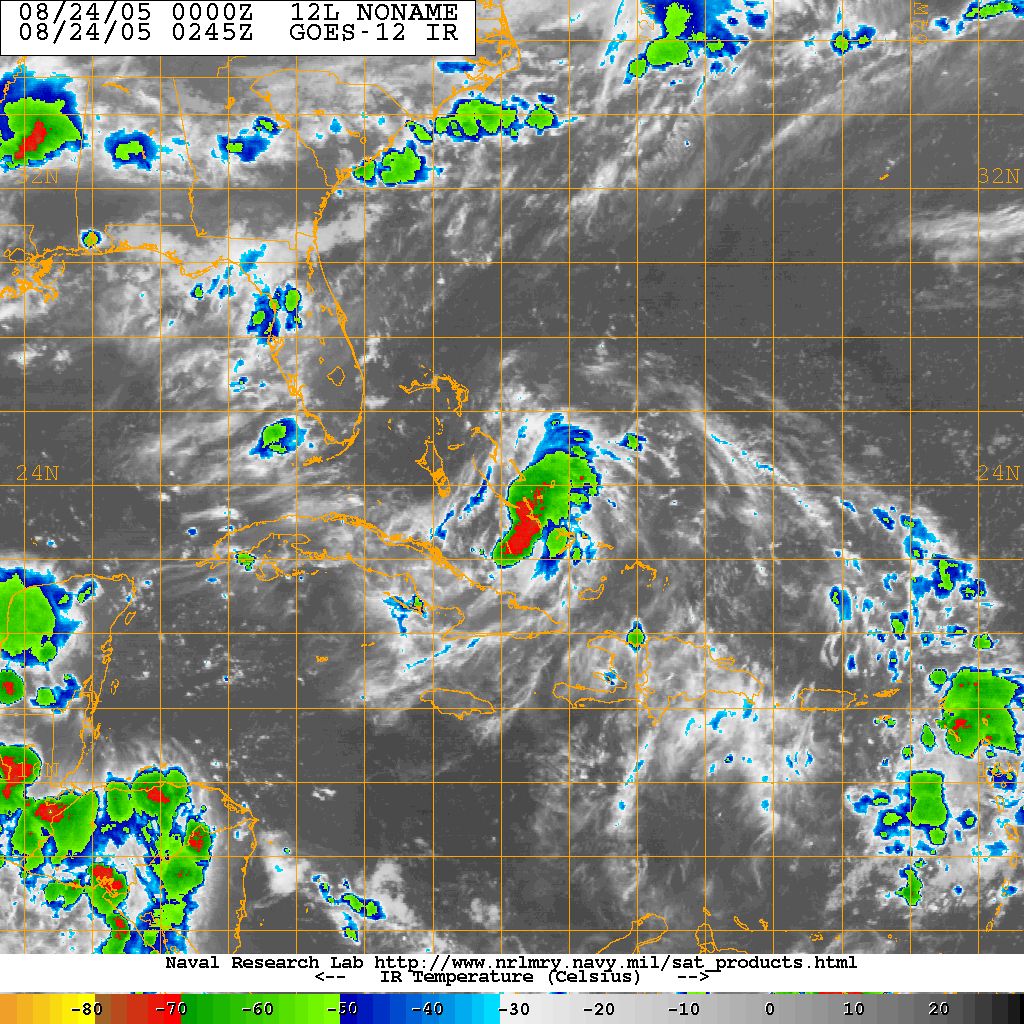 08/24/05 0000Z 12L NONAME
08/24/05 0245Z GOES-12 IR
32N 32N
24N 24N
Naval Research Lab http://www.nrlmry.navy.mil/sat_products.html
<-- IR Temperature (Celsius) -->
-80 -70 -60 -50 -40 -30 -20 -10 0 10 20